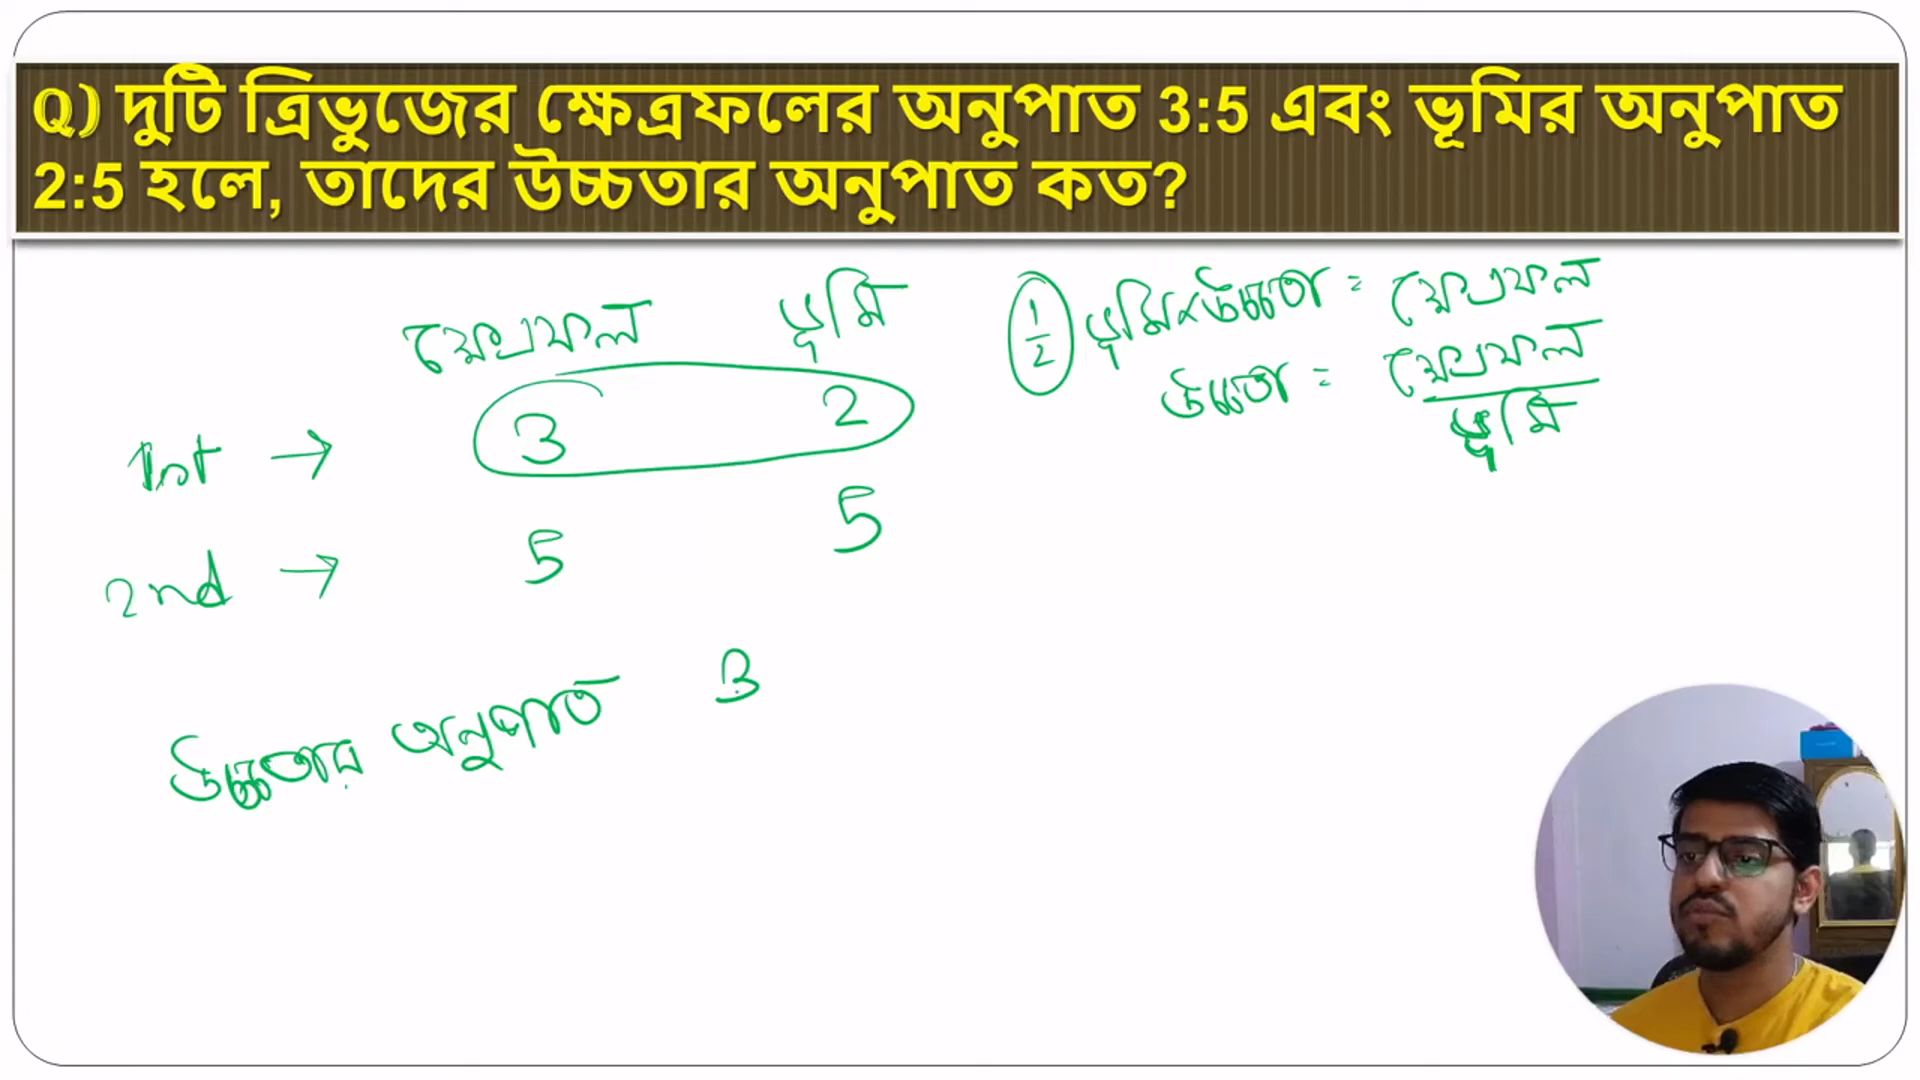 Q) দুটি ত্রিভুজের ক্ষেত্রফলের অনুপাত 3:5 এবং ভূমির অনুপাত
2:5 হলে, তাদের উচ্চতার অনুপাত কত?
ক্ষেত্রফল ভূমি
1st → 3 2
2nd → 5 5
উচ্চতার অনুপাত 3
1/2 ভূমি×উচ্চতা = ক্ষেত্রফল
উচ্চতা = ক্ষেত্রফল
ভূমি